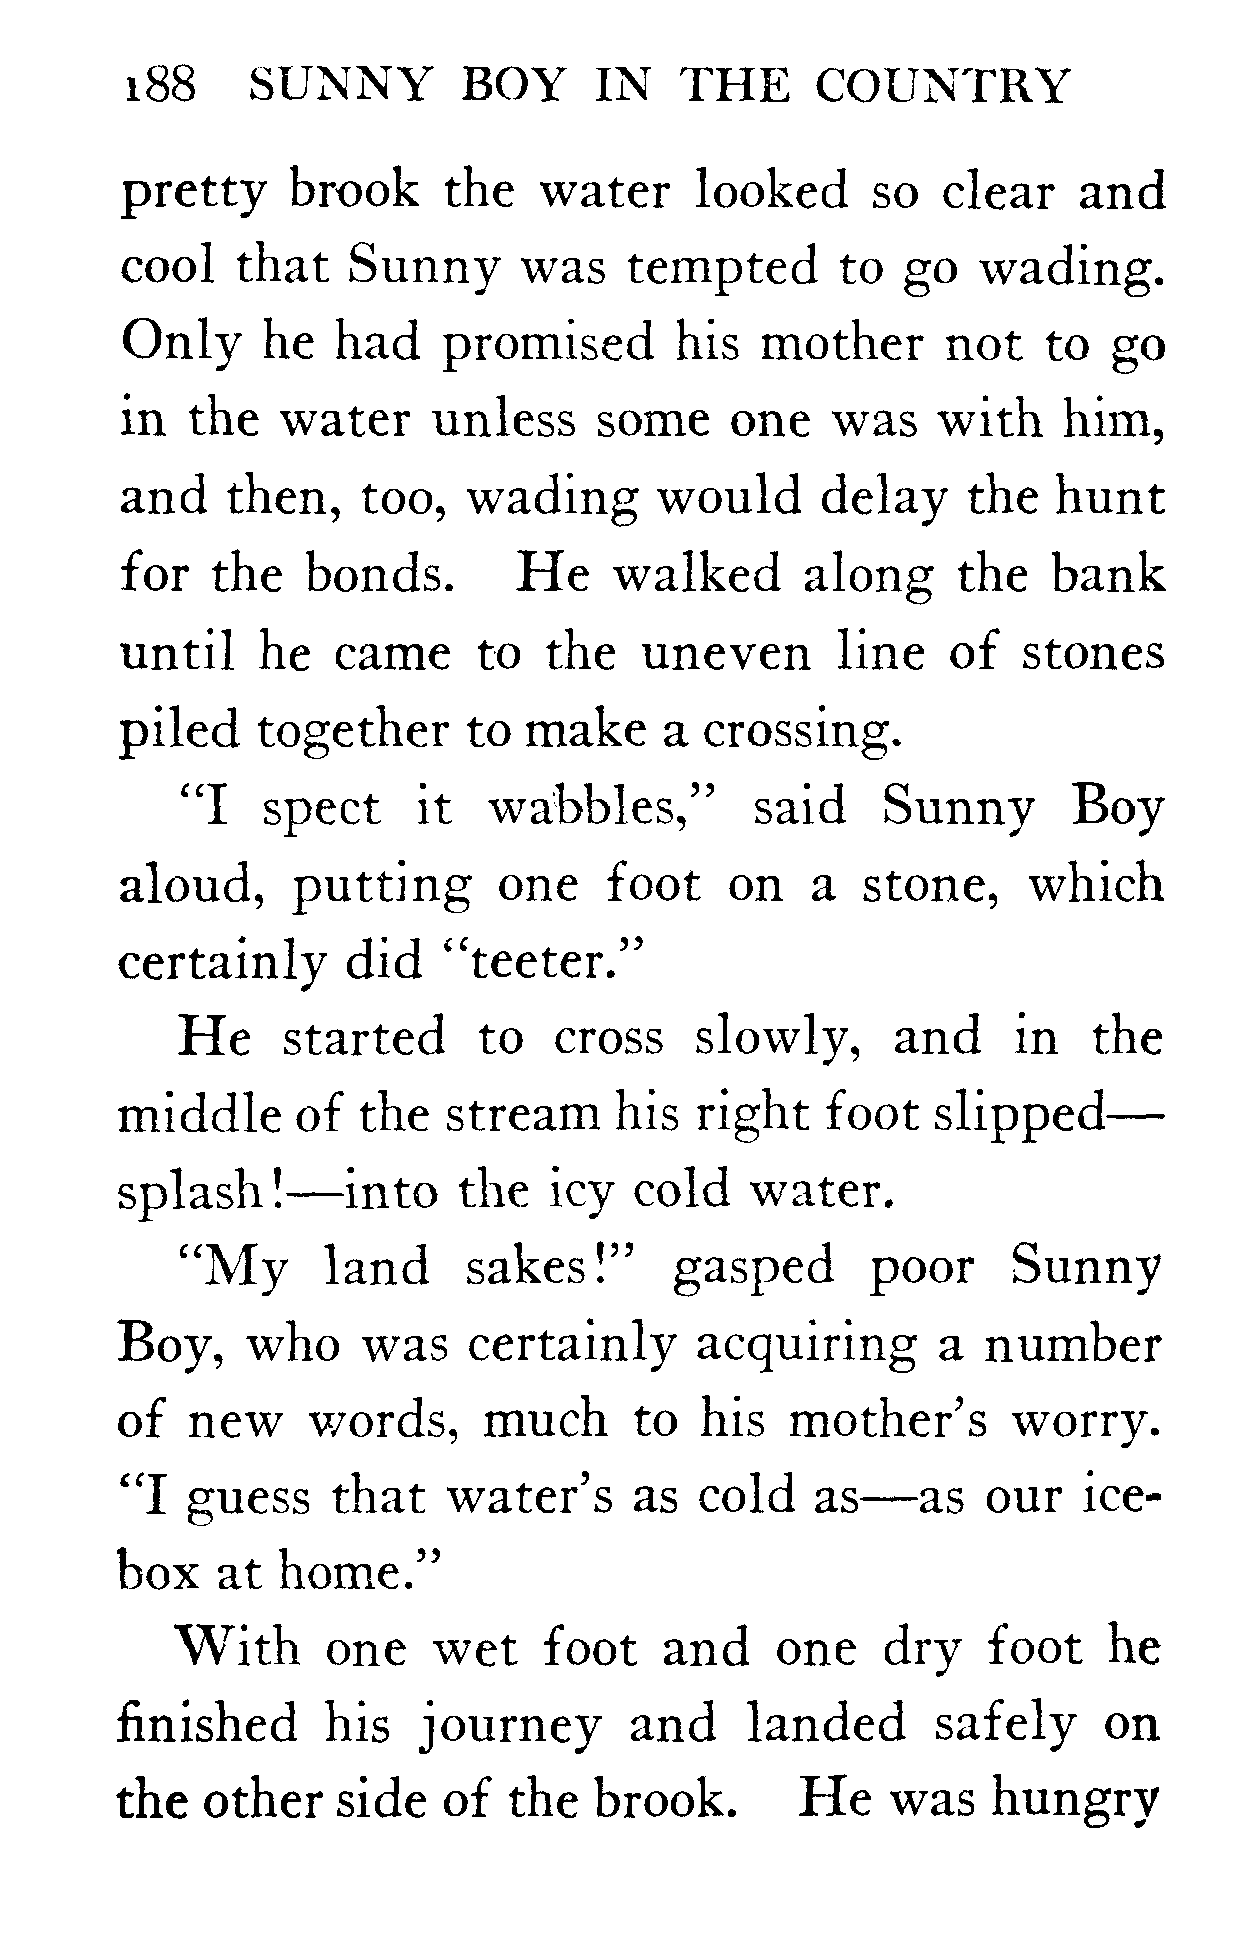 188 SUNNY BOY IN THE COUNTRY
pretty brook the water looked so clear and
cool that Sunny was tempted to go wading.
Only he had promised his mother not to go
in the water unless some one was with him,
and then, too, wading would delay the hunt
for the bonds. He walked along the bank
until he came to the uneven line of stones
piled together to make a crossing.
"I spect it wabbles," said Sunny Boy
aloud, putting one foot on a stone, which
certainly did "teeter."
He started to cross slowly, and in the
middle of the stream his right foot slipped—
splash!—into the icy cold water.
"My land sakes!" gasped poor Sunny
Boy, who was certainly acquiring a number
of new words, much to his mother's worry.
"I guess that water's as cold as—as our ice-
box at home."
With one wet foot and one dry foot he
finished his journey and landed safely on
the other side of the brook. He was hungry